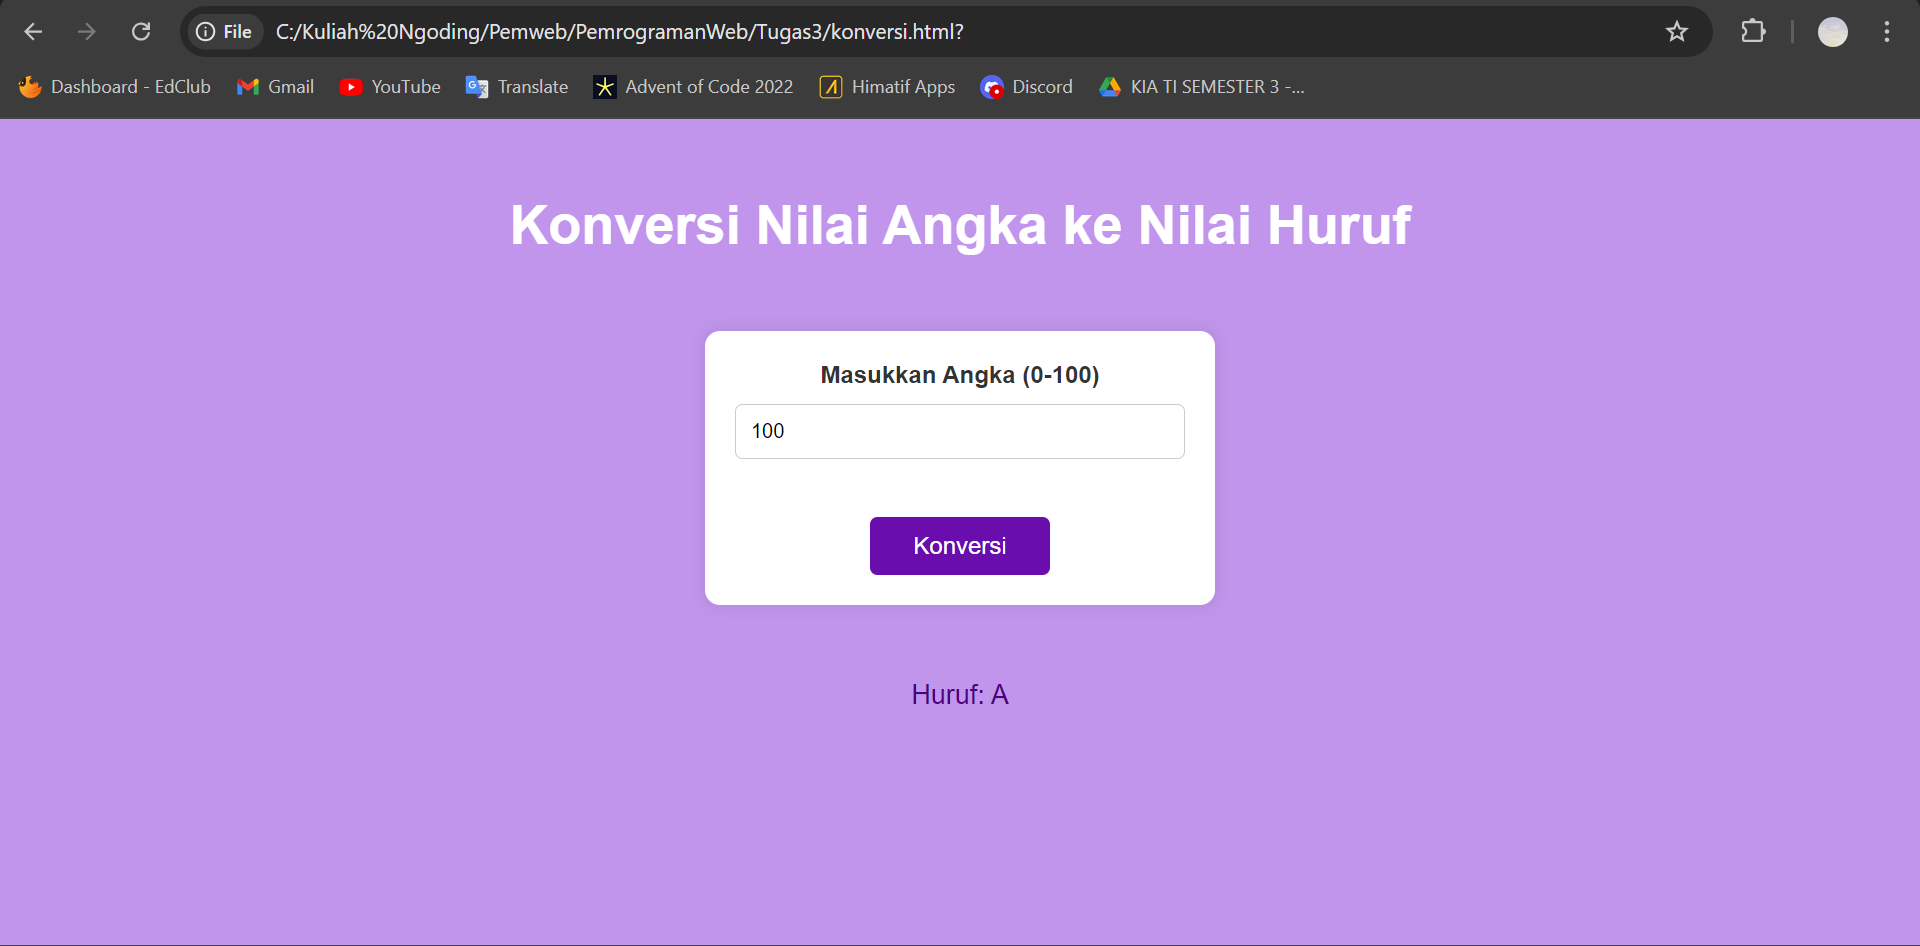 File C:/Kuliah%20Ngoding/Pemweb/PemrogramanWeb/Tugas3/konversi.html?
Dashboard - EdClub Gmail YouTube Translate Advent of Code 2022 Himatif Apps Discord KIA TI SEMESTER 3 -...
Konversi Nilai Angka ke Nilai Huruf
Masukkan Angka (0-100)
100
Konversi
Huruf: A